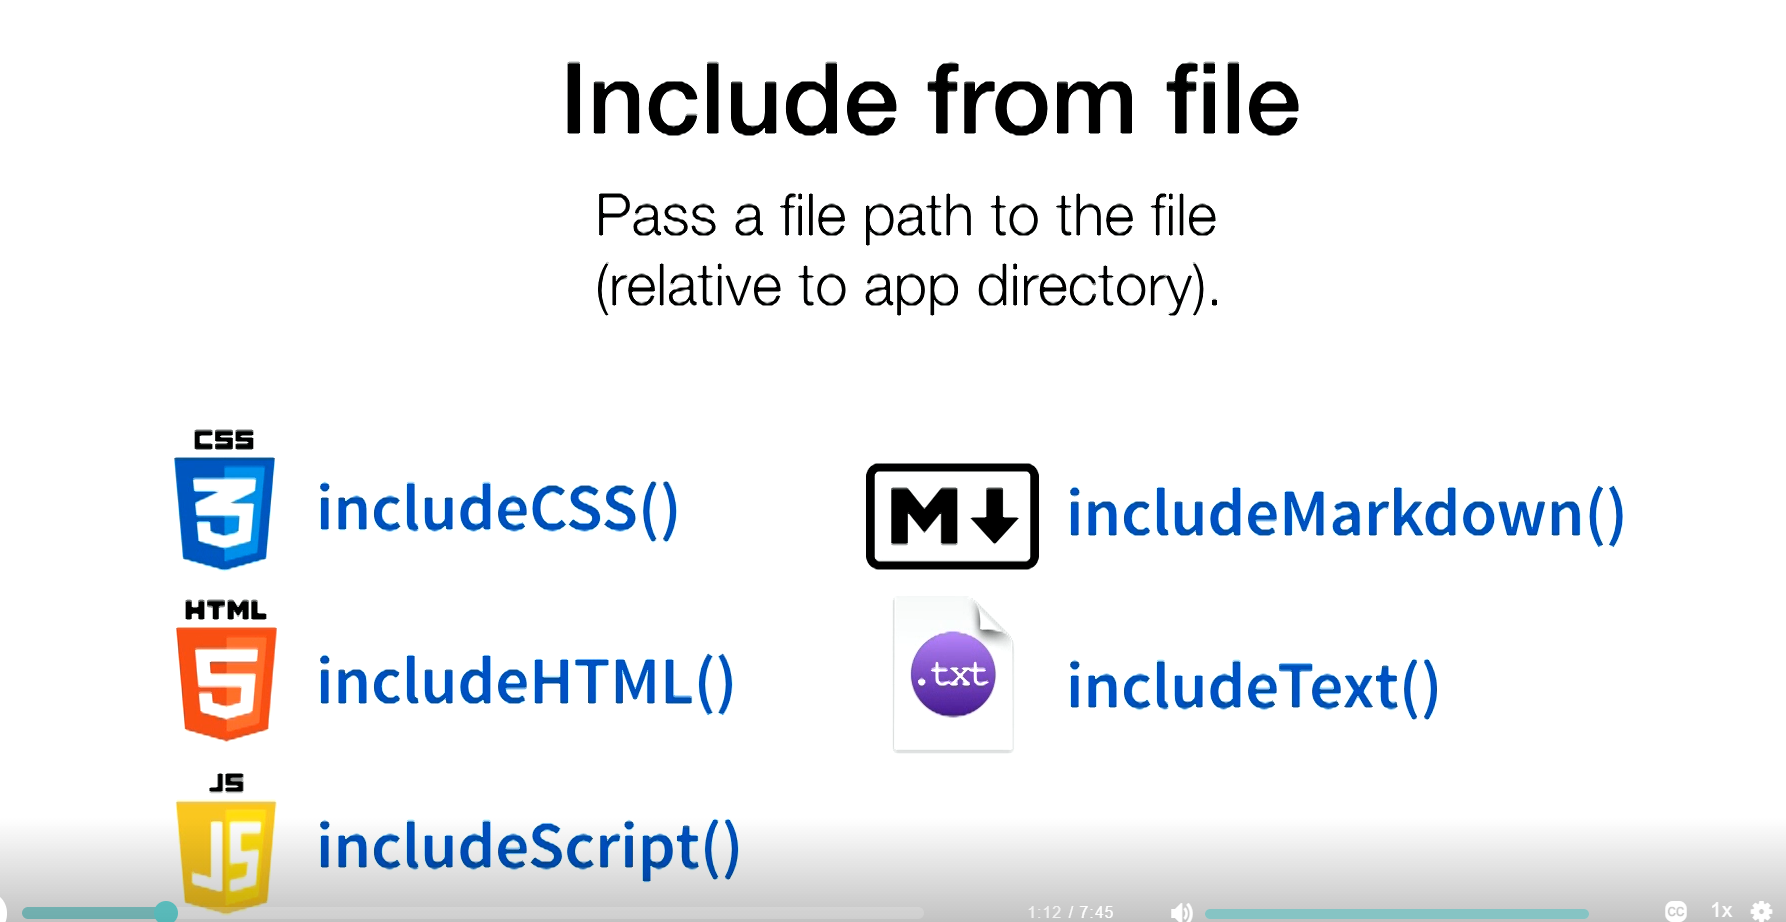 Include from file
Pass a file path to the file
(relative to app directory).
CSS
3
includeCSS()
HTML
5
includeHTML()
JS
JS
includeScript()
M
includeMarkdown()
.txt
includeText()
1:12 / 7:45
CC
1x